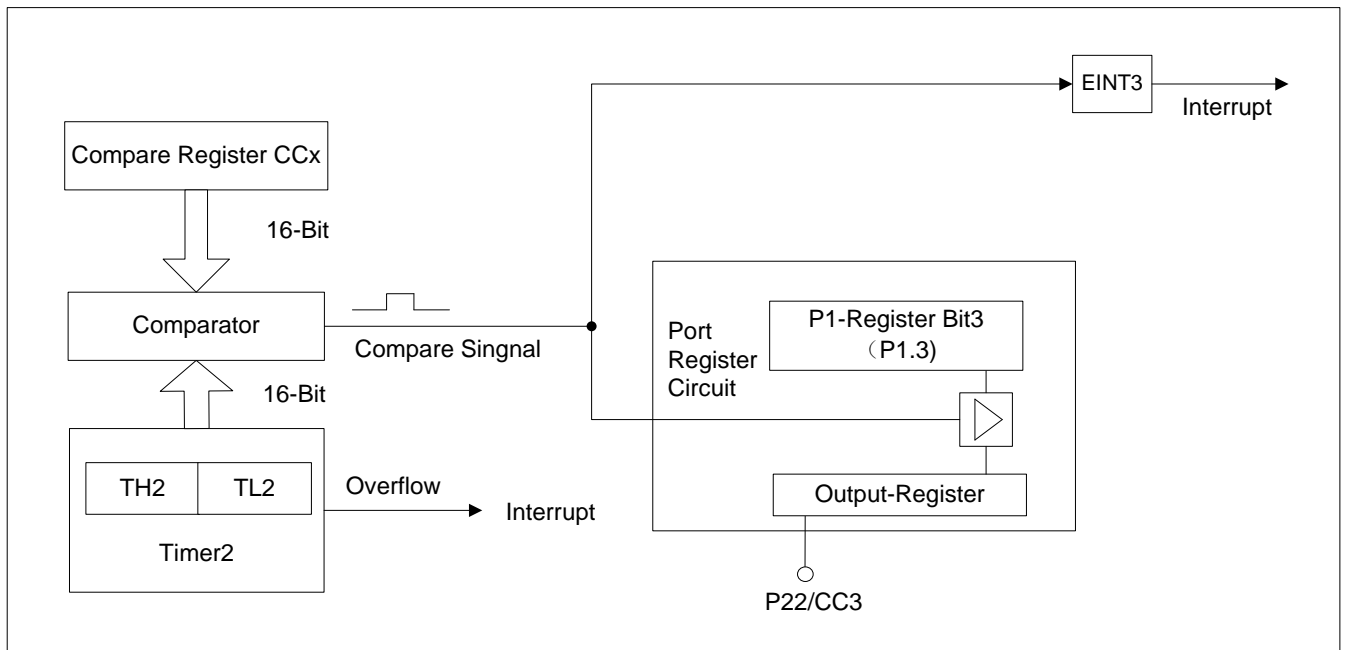 EINT3
Interrupt
Compare Register CCx
16-Bit
Comparator
Compare Singnal
16-Bit
TH2
TL2
Timer2
Overflow
Interrupt
Port
Register
Circuit
P1-Register Bit3
（P1.3)
Output-Register
P22/CC3